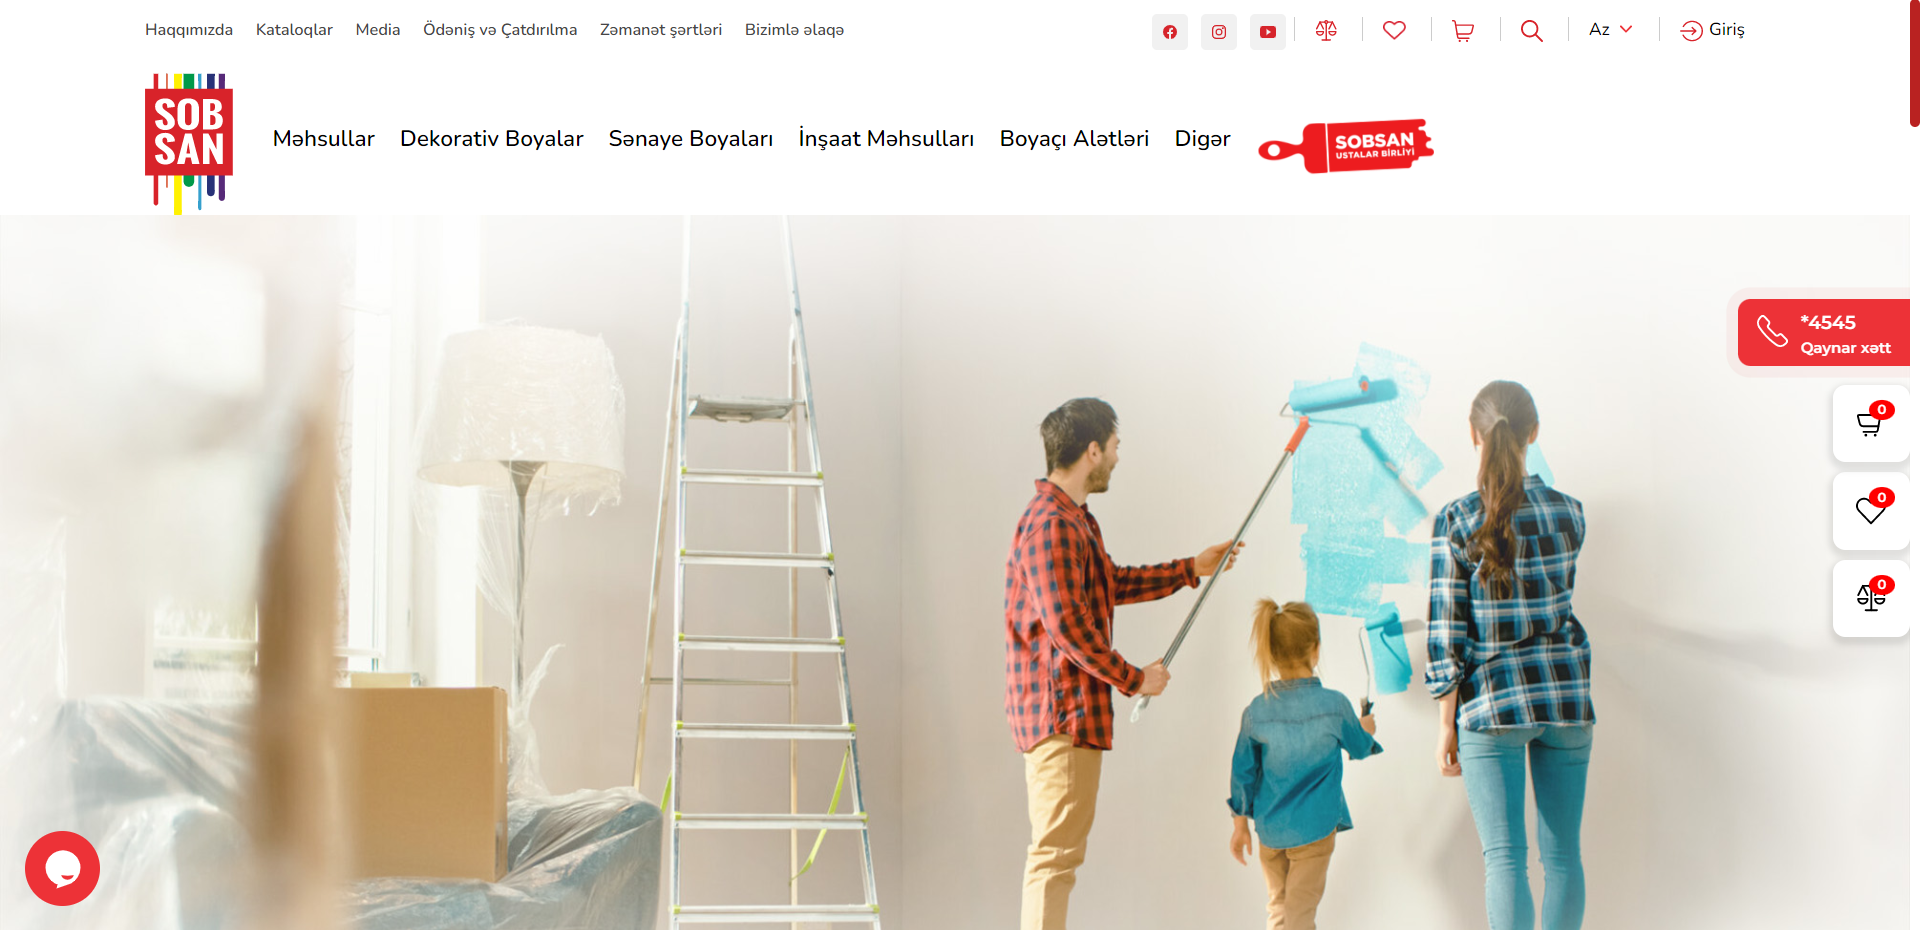 Haqqımızda Kataloqlar Media Ödəniş və Çatdırılma Zəmanət şərtləri Bizimlə əlaqə Az Giriş
SOB
SAN
Məhsullar Dekorativ Boyalar Sənaye Boyaları İnşaat Məhsulları Boyaçı Alətləri Digər
SOBSAN
USTALAR BİRLİYİ
*4545
Qaynar xətt
0
0
0